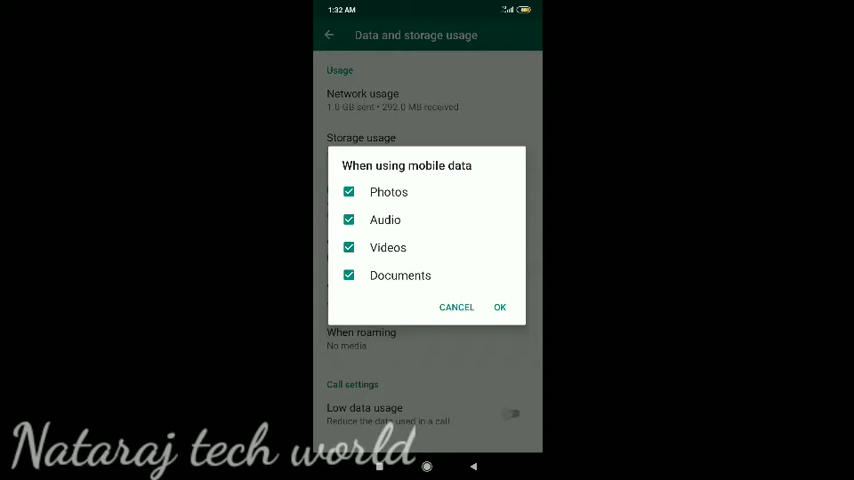 1:32 AM
Data and storage usage
Usage
Network usage
1.0 GB sent • 292.0 MB received
Storage usage
When using mobile data
Photos
Audio
Videos
Documents
CANCEL OK
When roaming
No media
Call settings
Low data usage
Reduce the data used in a call
Nataraj tech world